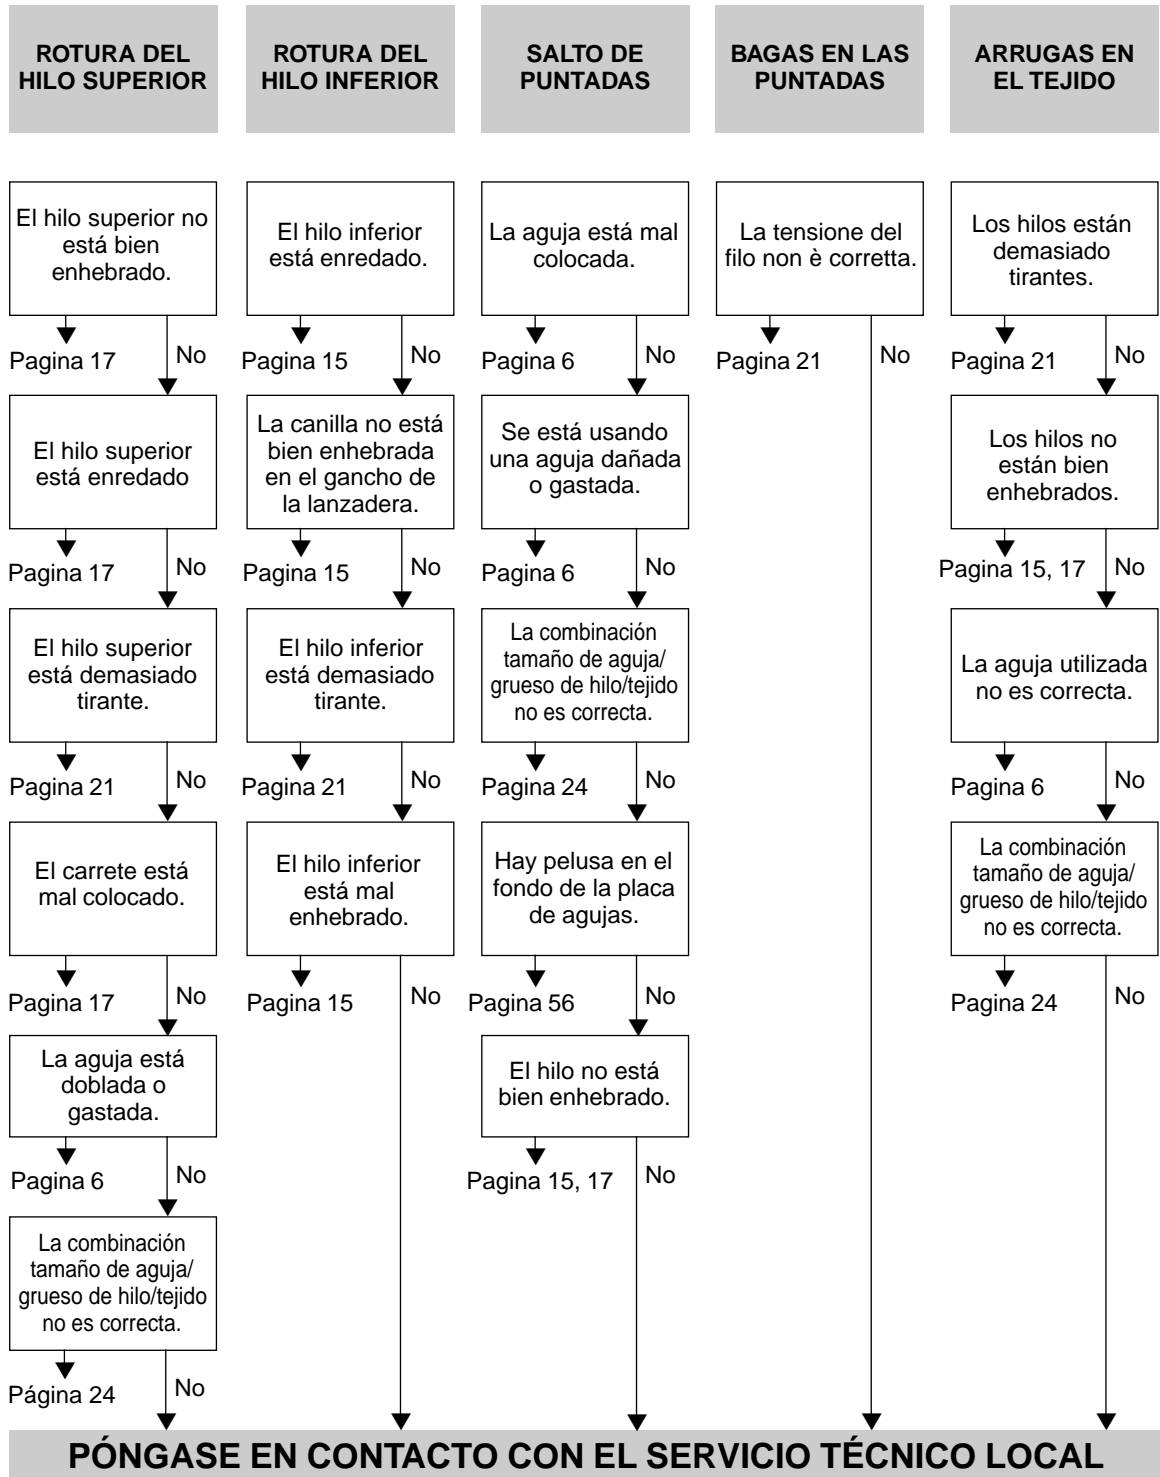 ROTURA DEL
HILO SUPERIOR
El hilo superior no
está bien
enhebrado.
Pagina 17
No
El hilo superior
está enredado
Pagina 17
No
El hilo superior
está demasiado
tirante.
Pagina 21
No
El carrete está
mal colocado.
Pagina 17
No
La aguja está
doblada o
gastada.
Pagina 6
No
La combinación
tamaño de aguja/
grueso de hilo/tejido
no es correcta.
Página 24
No
ROTURA DEL
HILO INFERIOR
El hilo inferior
está enredado.
Pagina 15
No
La canilla no está
bien enhebrada
en el gancho de
la lanzadera.
Pagina 15
No
El hilo inferior
está demasiado
tirante.
Pagina 21
No
El hilo inferior
está mal
enhebrado.
Pagina 15
No
SALTO DE
PUNTADAS
La aguja está mal
colocada.
Pagina 6
No
Se está usando
una aguja dañada
o gastada.
Pagina 6
No
La combinación
tamaño de aguja/
grueso de hilo/tejido
no es correcta.
Pagina 24
No
Hay pelusa en el
fondo de la placa
de agujas.
Pagina 56
No
El hilo no está
bien enhebrado.
Pagina 15, 17
No
BAGAS EN LAS
PUNTADAS
La tensione del
filo non è corretta.
Pagina 21
No
ARRUGAS EN
EL TEJIDO
Los hilos están
demasiado
tirantes.
Pagina 21
No
Los hilos no
están bien
enhebrados.
Pagina 15, 17
No
La aguja utilizada
no es correcta.
Pagina 6
No
La combinación
tamaño de aguja/
grueso de hilo/tejido
no es correcta.
Pagina 24
No
PÓNGASE EN CONTACTO CON EL SERVICIO TÉCNICO LOCAL